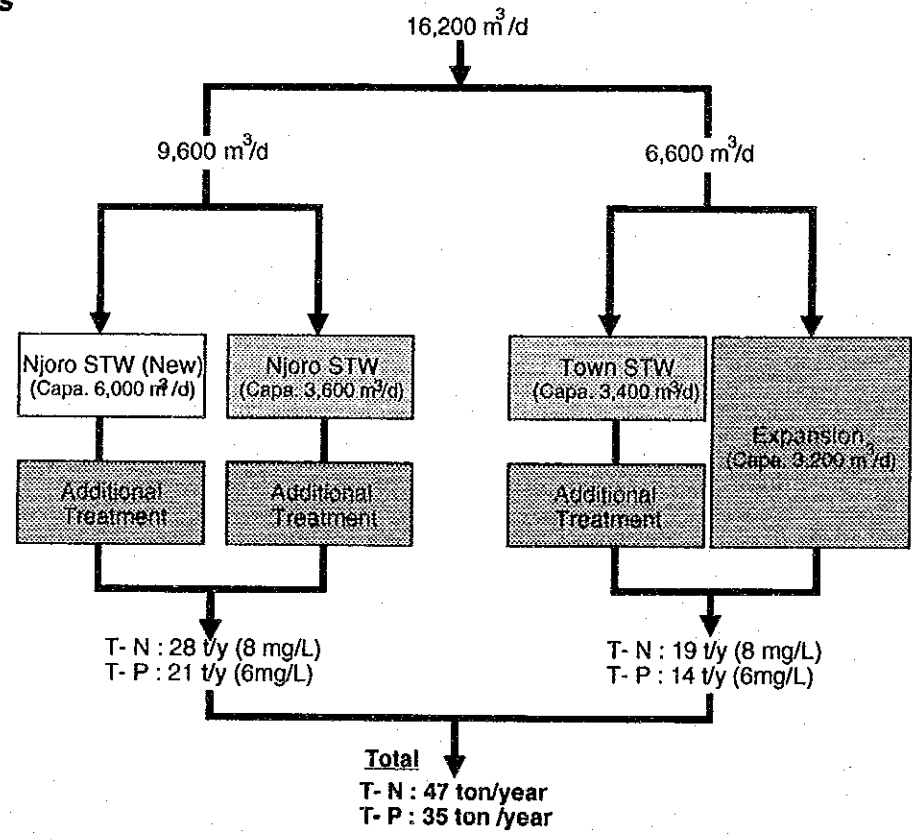 s
16,200 m³/d
9,600 m³/d
6,600 m³/d
Njoro STW (New)
(Capa. 6,000 m³/d)
Njoro STW
(Capa. 3,600 m³/d)
Town STW
(Capa. 3,400 m³/d)
Expansion
(Capa. 3,200 m³/d)
Additional
Treatment
Additional
Treatment
Additional
Treatment
T- N : 28 t/y (8 mg/L)
T- P : 21 t/y (6mg/L)
T- N : 19 t/y (8 mg/L)
T- P : 14 t/y (6mg/L)
Total
T- N : 47 ton/year
T- P : 35 ton /year